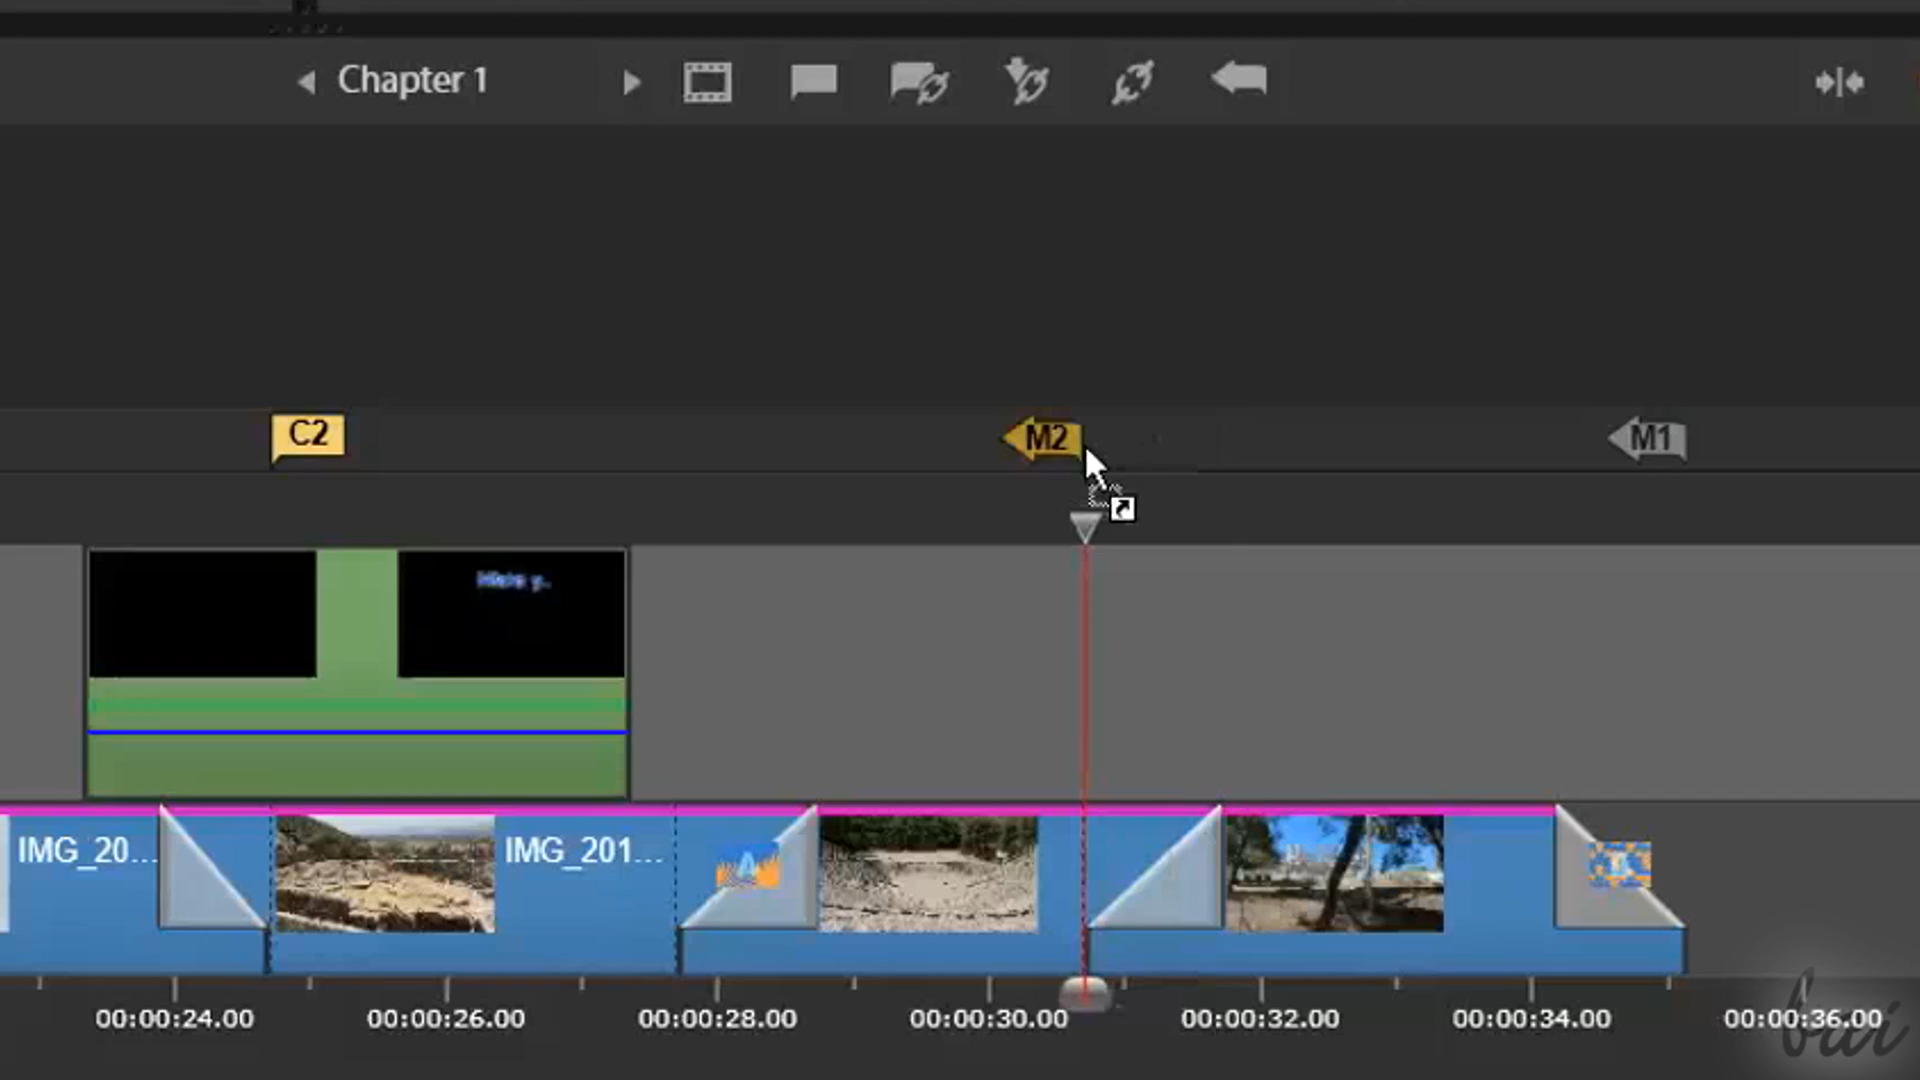 Chapter 1
C2
M2
M1
IMG_20...
IMG_201...
A
00:00:24.00
00:00:26.00
00:00:28.00
00:00:30.00
00:00:32.00
00:00:34.00
00:00:36.00
bai